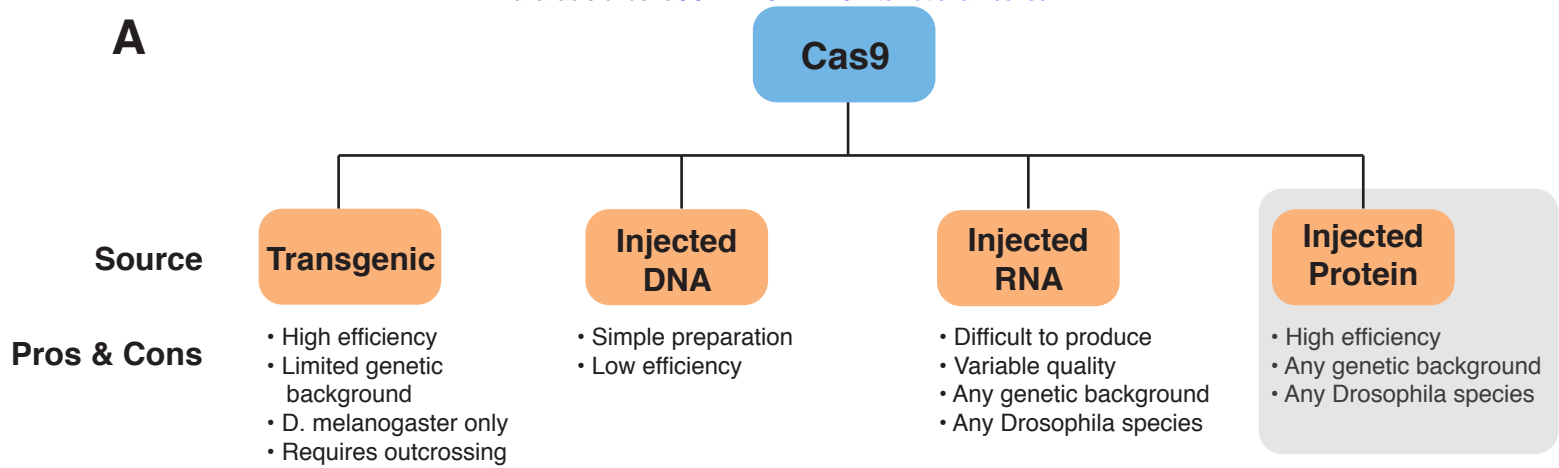 A
Cas9
Source
Transgenic
Injected
DNA
Injected
RNA
Injected
Protein
Pros & Cons
• High efficiency
• Limited genetic
background
• D. melanogaster only
• Requires outcrossing
• Simple preparation
• Low efficiency
• Difficult to produce
• Variable quality
• Any genetic background
• Any Drosophila species
• High efficiency
• Any genetic background
• Any Drosophila species